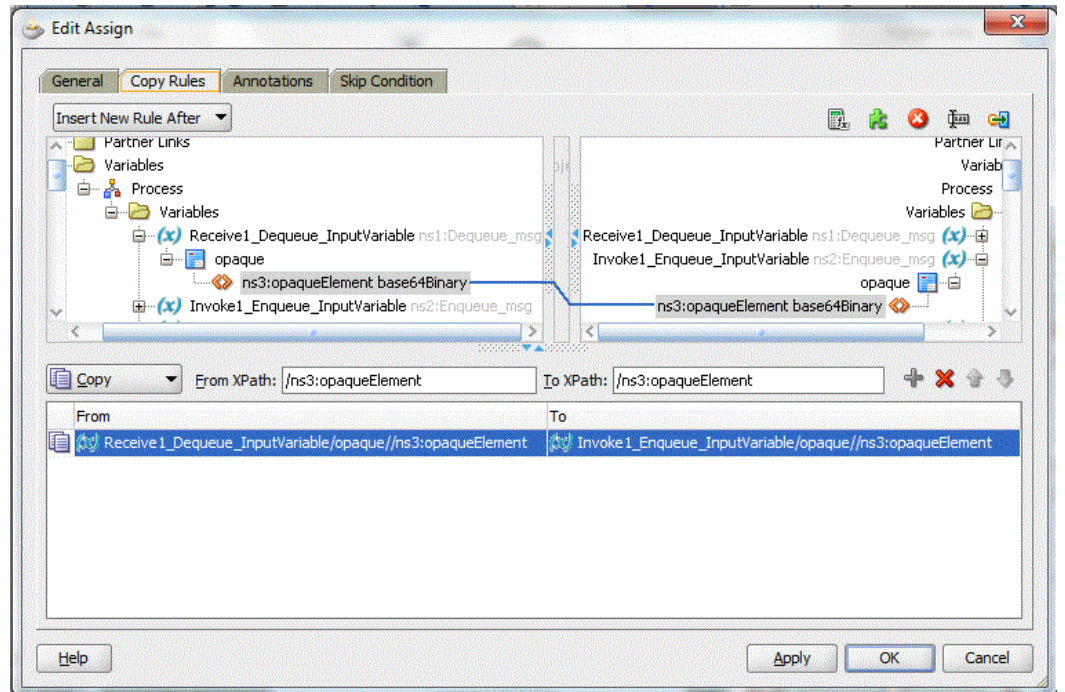 Edit Assign
General Copy Rules Annotations Skip Condition
Insert New Rule After
Partner Links
Variables
Process
Variables
Receive1_Dequeue_InputVariable ns1:Dequeue_msg
opaque
ns3:opaqueElement base64Binary
Invoke1_Enqueue_InputVariable ns2:Enqueue_msg
Partner Lir
Variab
Process
Variables
Receive1_Dequeue_InputVariable ns1:Dequeue_msg
Invoke1_Enqueue_InputVariable ns2:Enqueue_msg
opaque
ns3:opaqueElement base64Binary
Copy From XPath: /ns3:opaqueElement To XPath: /ns3:opaqueElement
From To
Receive1_Dequeue_InputVariable/opaque//ns3:opaqueElement Invoke1_Enqueue_InputVariable/opaque//ns3:opaqueElement
Help Apply OK Cancel